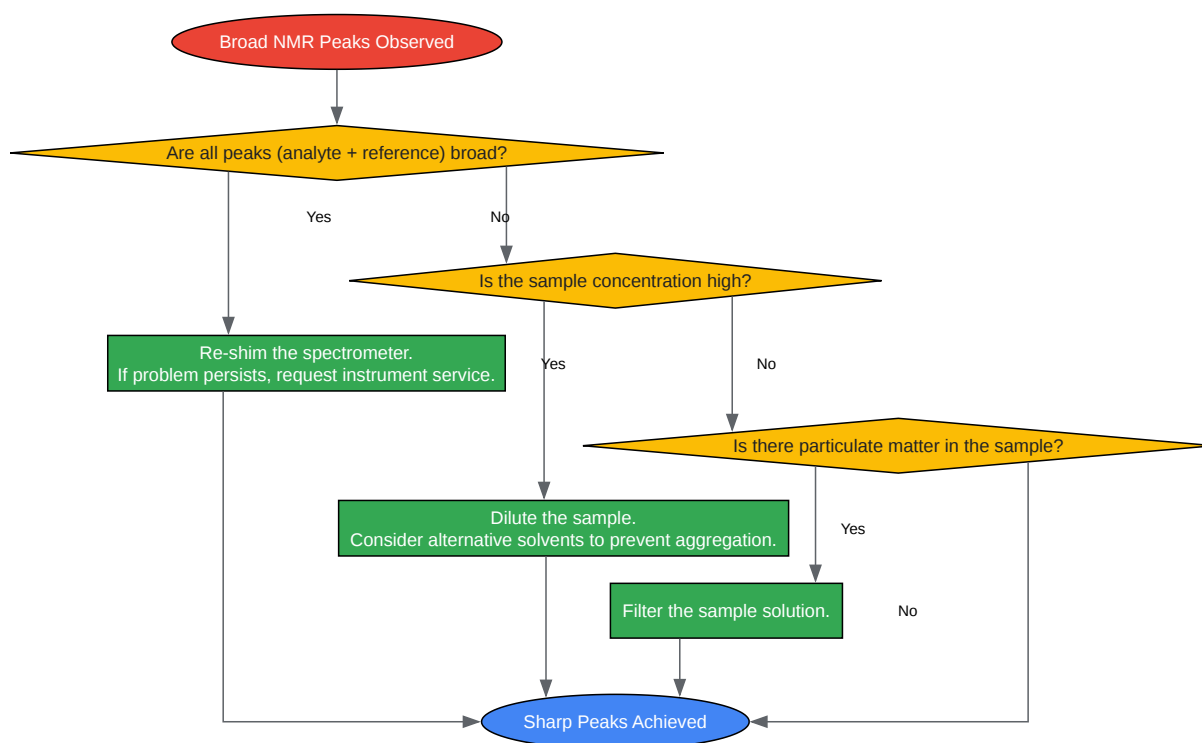 Broad NMR Peaks Observed
Are all peaks (analyte + reference) broad?
Yes
No
Is the sample concentration high?
Re-shim the spectrometer.
If problem persists, request instrument service.
Yes
No
Is there particulate matter in the sample?
Dilute the sample.
Consider alternative solvents to prevent aggregation.
Yes
Filter the sample solution.
No
Sharp Peaks Achieved